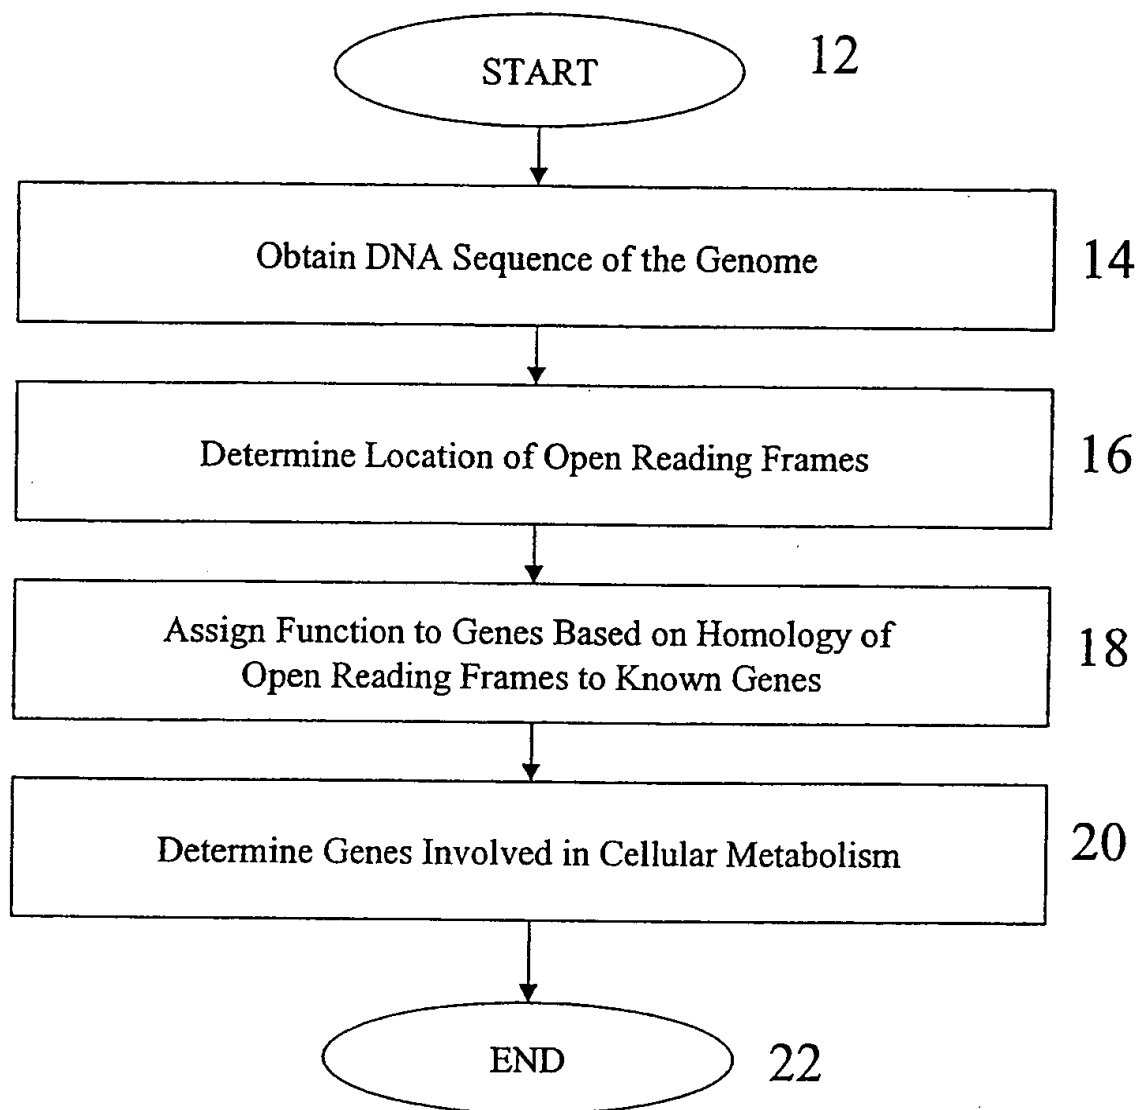 START
12
Obtain DNA Sequence of the Genome
14
Determine Location of Open Reading Frames
16
Assign Function to Genes Based on Homology of
Open Reading Frames to Known Genes
18
Determine Genes Involved in Cellular Metabolism
20
END
22